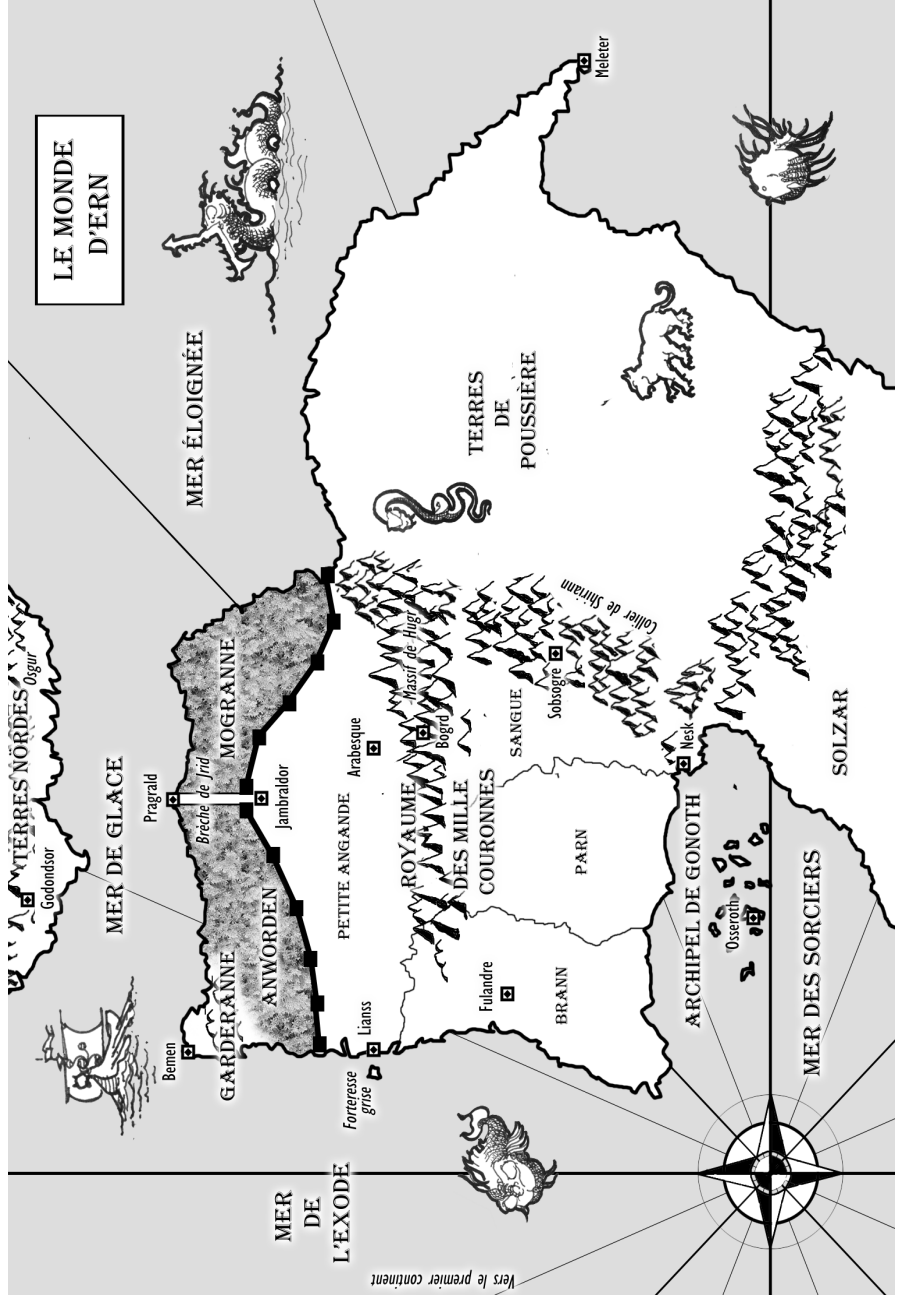 LE MONDE
D'ERN
TERRES NORDES
Osgur
Godondsor
MER DE GLACE
MER ÉLOIGNÉE
Meleter
Pragrald
Brèche de Jrid
MOGRANNE
Bemen
GARDERANNE
ANWORDEN
Jambraldor
Lianss
Forteresse
grise
PETITE ANGANDE
Arabesque
ROYAUME
DES MILLE
COURONNES
Bogrd
Massif de Hugr
TERRES
DE
POUSSIÈRE
MER
DE
L'EXODE
Vers le premier continent
Fulandre
BRANN
PARN
SANGUE
Sobsogre
Collier de Shiriann
Nesk
ARCHIPEL DE GONOTH
Osseroth
MER DES SORCIERS
SOLZAR